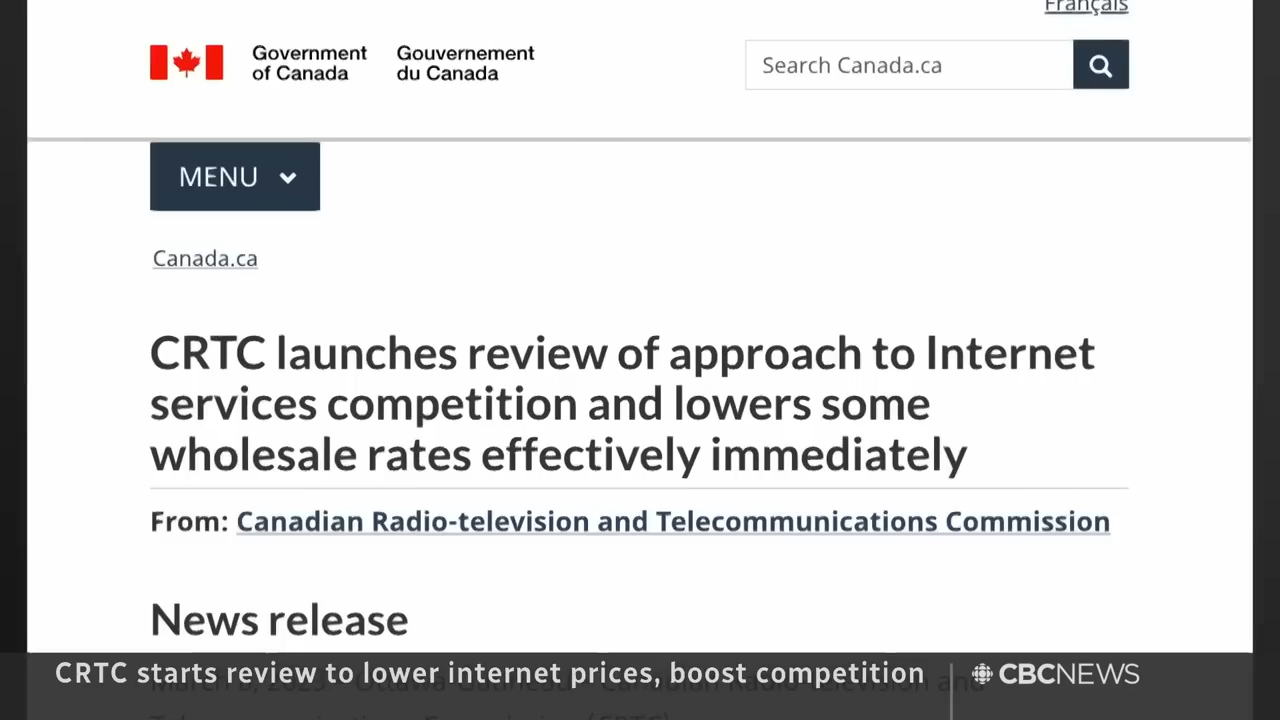 Français
Government
of Canada
Gouvernement
du Canada
Search Canada.ca
MENU
Canada.ca
CRTC launches review of approach to Internet
services competition and lowers some
wholesale rates effectively immediately
From: Canadian Radio-television and Telecommunications Commission
News release
CRTC starts review to lower internet prices, boost competition
CBCNEWS